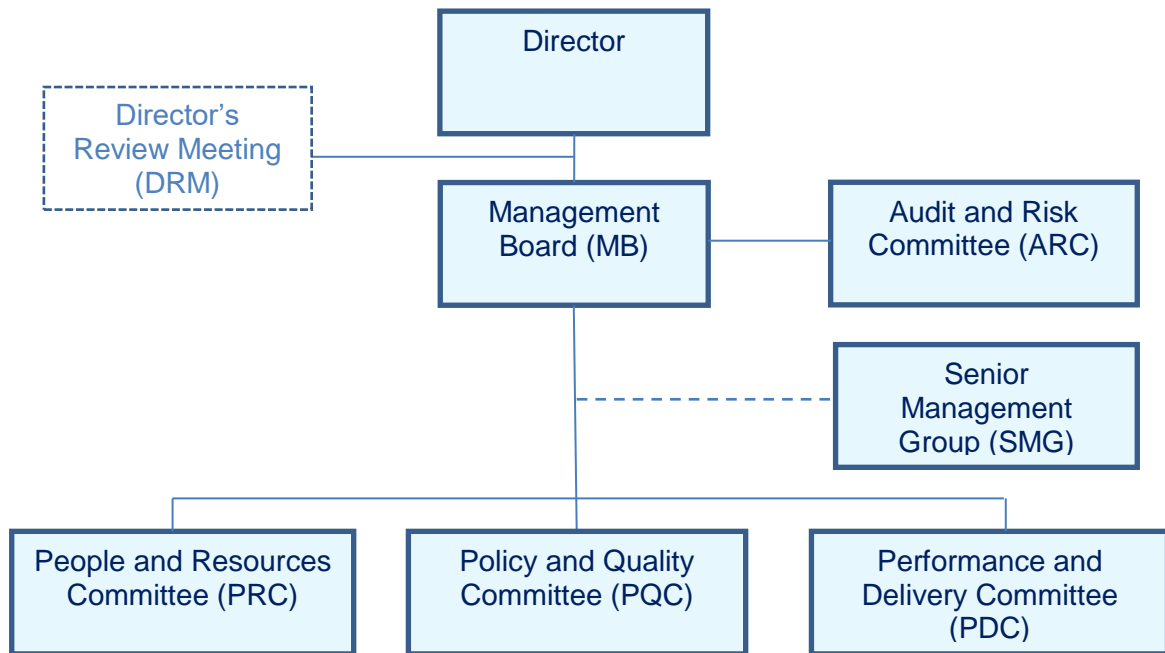 Director
Director’s
Review Meeting
(DRM)
Management
Board (MB)
Audit and Risk
Committee (ARC)
Senior
Management
Group (SMG)
People and Resources
Committee (PRC)
Policy and Quality
Committee (PQC)
Performance and
Delivery Committee
(PDC)